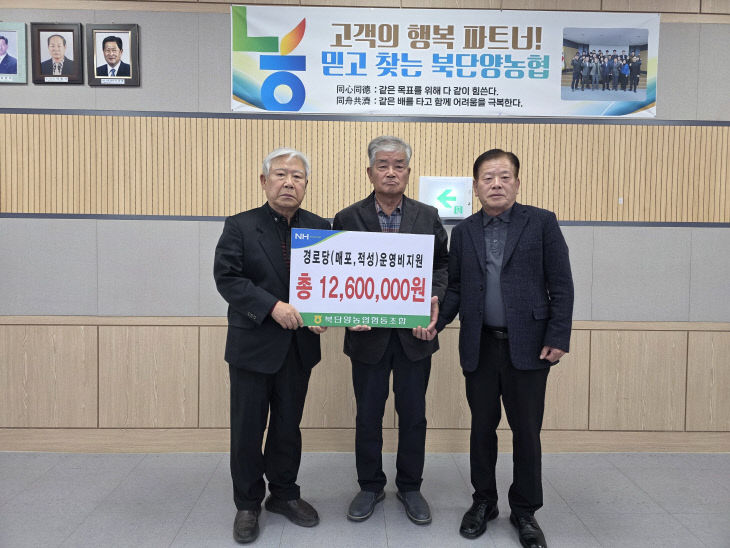 고객의 행복 파트너!
믿고 찾는 북단양농협
同心同德 : 같은 목표를 위해 다 같이 힘쓴다.
同舟共濟 : 같은 배를 타고 함께 어려움을 극복한다.
NH
경로당(매포,적성)운영비지원
총 12,600,000원
북단양농업협동조합